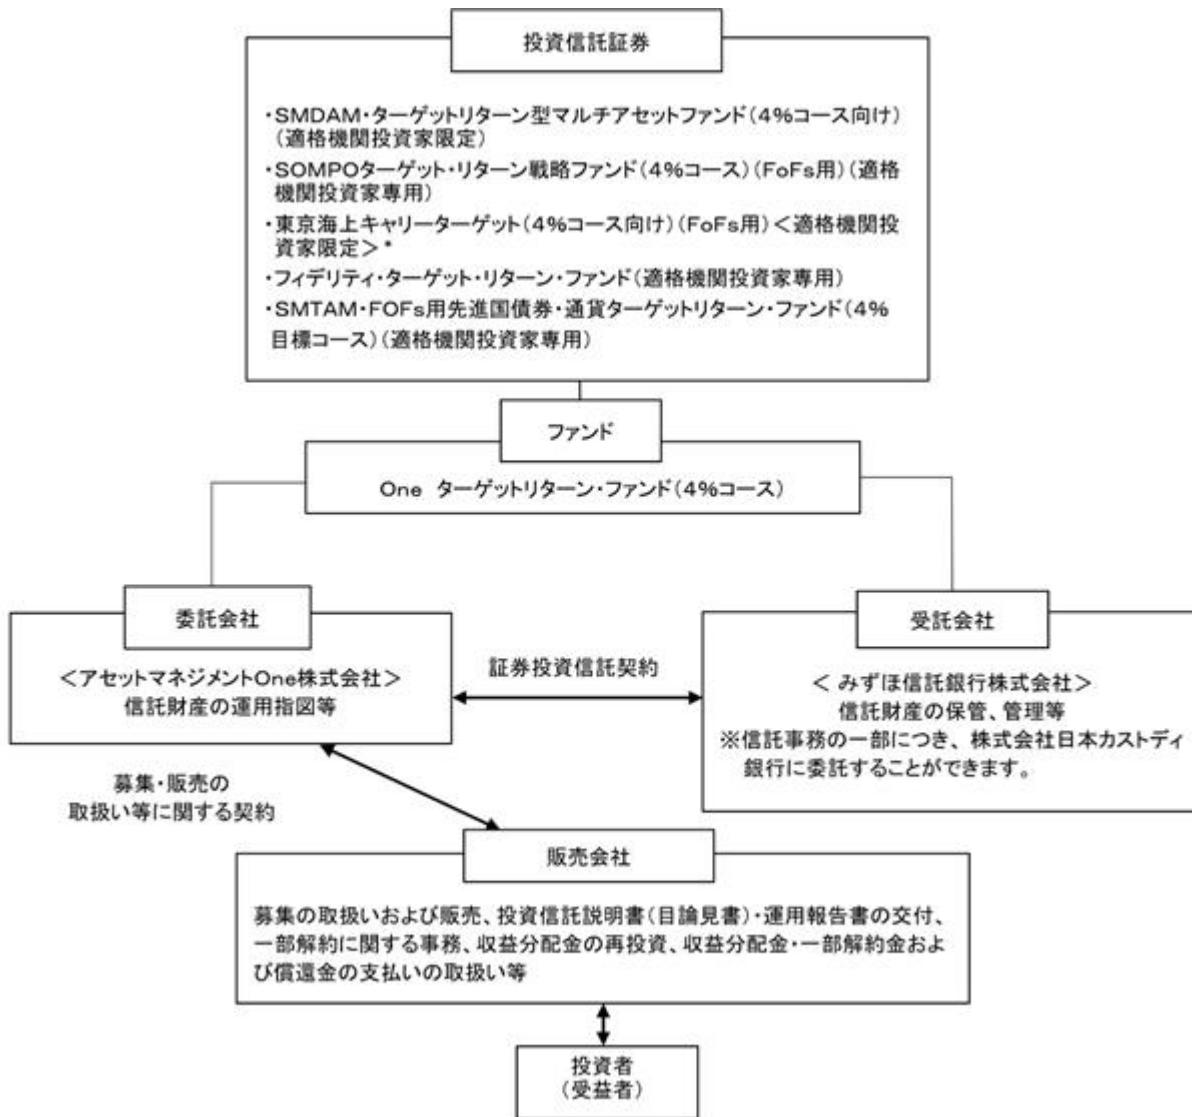 投資信託証券
・SMDAM・ターゲットリターン型マルチアセットファンド(4%コース向け)
(適格機関投資家限定)
・SOMPOターゲット・リターン戦略ファンド(4%コース)(FoFs用)(適格
機関投資家専用)
・東京海上キャリーターゲット(4%コース向け)(FoFs用)<適格機関投
資家限定>*
・フィデリティ・ターゲット・リターン・ファンド(適格機関投資家専用)
・SMTAM・FOFs用先進国債券・通貨ターゲットリターン・ファンド(4%
目標コース)(適格機関投資家専用)
ファンド
One ターゲットリターン・ファンド(4%コース)
委託会社
<アセットマネジメントOne株式会社>
信託財産の運用指図等
証券投資信託契約
受託会社
< みずほ信託銀行株式会社>
信託財産の保管、管理等
※信託事務の一部につき、株式会社日本カストディ
銀行に委託することができます。
募集・販売の
取扱い等に関する契約
販売会社
募集の取扱いおよび販売、投資信託説明書(目論見書)・運用報告書の交付、
一部解約に関する事務、収益分配金の再投資、収益分配金・一部解約金およ
び償還金の支払いの取扱い等
投資者
(受益者)